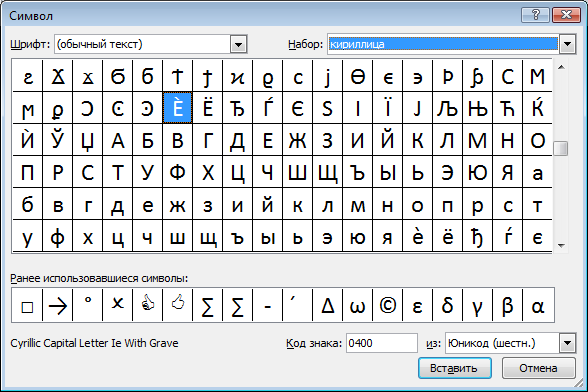 Символ
Шрифт: (обычный текст) Набор: кириллица
ϩ Ϫ ϫ Ϭ ϭ Ϯ ϯ ϰ ϱ ϲ ϳ ϴ ϵ ϶ Ϸ ϸ Ϲ Ϻ
ϻ ϼ Ͻ Ͼ Ͽ Ѐ Ё Ђ Ѓ Є Ѕ І Ї Ј Љ Њ Ћ Ќ
Ѝ Ў Џ А Б В Г Д Е Ж З И Й К Л М Н О
П Р С Т У Ф Х Ц Ч Ш Щ Ъ Ы Ь Э Ю Я а
б в г д е ж з и й к л м н о п р с т
у ф х ц ч ш щ ъ ы ь э ю я ѐ ё ђ ѓ є
Ранее использовавшиеся символы:
□ → ° ∑ ∑ - ΄ Δ ω © ε δ γ β α
Cyrillic Capital Letter Ie With Grave Код знака: 0400 из: Юникод (шестн.)
Вставить Отмена